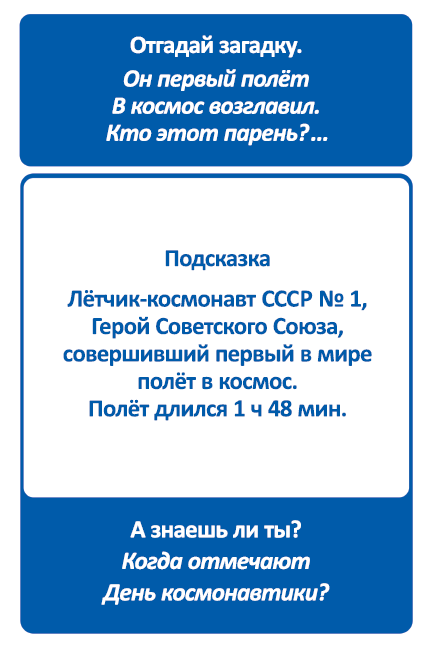 Отгадай загадку.
Он первый полёт
В космос возглавил.
Кто этот парень?...
Подсказка
Лётчик-космонавт СССР № 1,
Герой Советского Союза,
совершивший первый в мире
полёт в космос.
Полёт длился 1 ч 48 мин.
А знаешь ли ты?
Когда отмечают
День космонавтики?